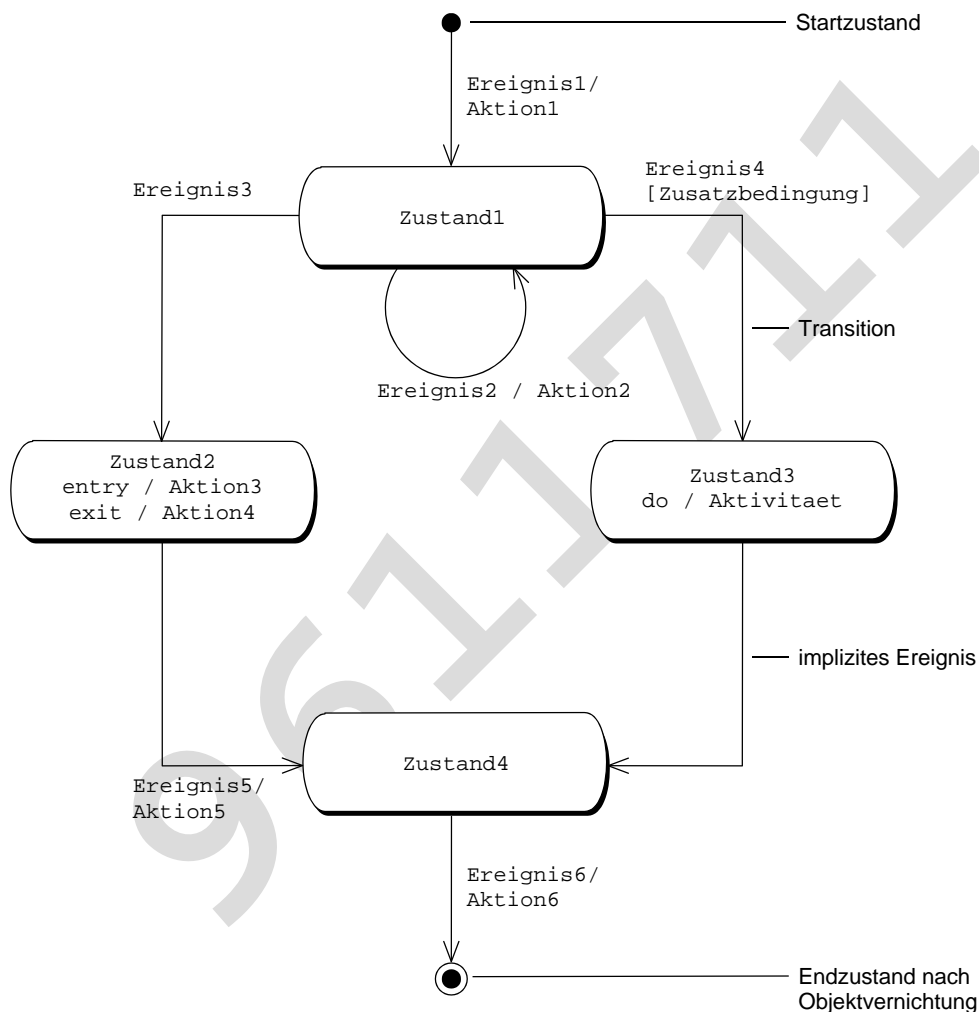 Startzustand
Ereignis1/
Aktion1
Ereignis3
Ereignis4
[Zusatzbedingung]
Zustand1
Transition
Ereignis2 / Aktion2
Zustand2
entry / Aktion3
exit / Aktion4
Zustand3
do / Aktivitaet
implizites Ereignis
Zustand4
Ereignis5/
Aktion5
Ereignis6/
Aktion6
Endzustand nach
Objektvernichtung
9611711